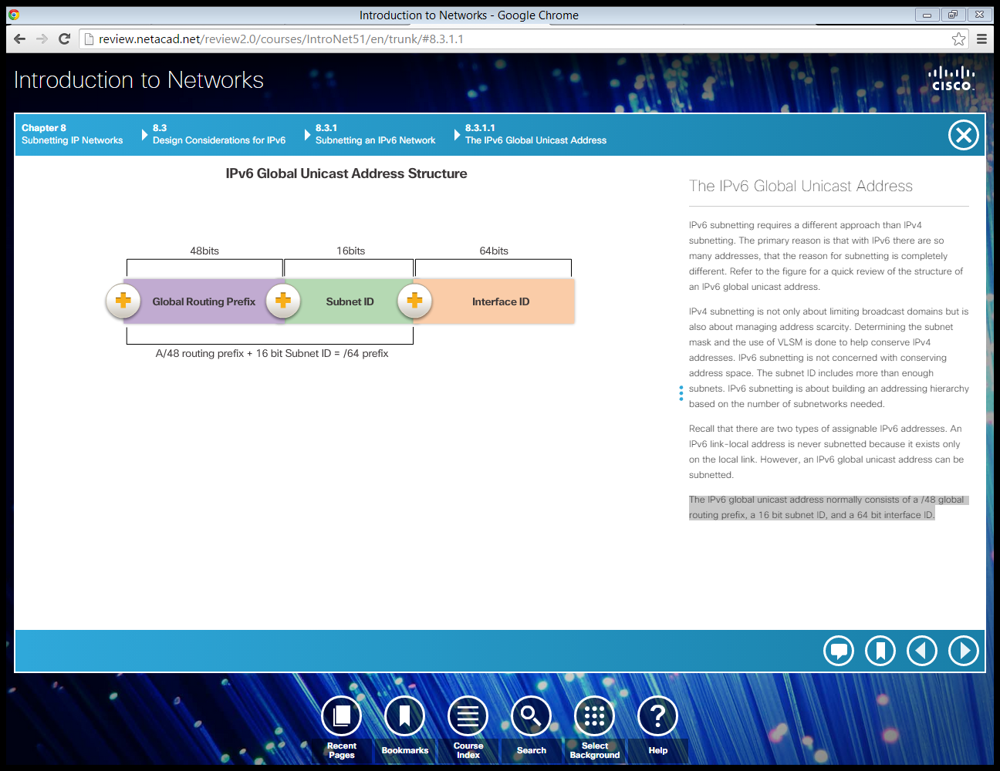 Introduction to Networks - Google Chrome
review.netacad.net/review2.0/courses/IntroNet51/en/trunk/#8.3.1.1
Introduction to Networks
CISCO.
Chapter 8
Subnetting IP Networks
8.3
Design Considerations for IPv6
8.3.1
Subnetting an IPv6 Network
8.3.1.1
The IPv6 Global Unicast Address
IPv6 Global Unicast Address Structure
48bits
16bits
64bits
Global Routing Prefix
Subnet ID
Interface ID
A/48 routing prefix + 16 bit Subnet ID = /64 prefix
The IPv6 Global Unicast Address
IPv6 subnetting requires a different approach than IPv4
subnetting. The primary reason is that with IPv6 there are so
many addresses, that the reason for subnetting is completely
different. Refer to the figure for a quick review of the structure of
an IPv6 global unicast address.
IPv4 subnetting is not only about limiting broadcast domains but is
also about managing address scarcity. Determining the subnet
mask and the use of VLSM is done to help conserve IPv4
addresses. IPv6 subnetting is not concerned with conserving
address space. The subnet ID includes more than enough
subnets. IPv6 subnetting is about building an addressing hierarchy
based on the number of subnetworks needed.
Recall that there are two types of assignable IPv6 addresses. An
IPv6 link-local address is never subnetted because it exists only
on the local link. However, an IPv6 global unicast address can be
subnetted.
The IPv6 global unicast address normally consists of a /48 global
routing prefix, a 16 bit subnet ID, and a 64 bit interface ID.
Recent
Pages
Bookmarks
Course
Index
Search
Select
Background
Help